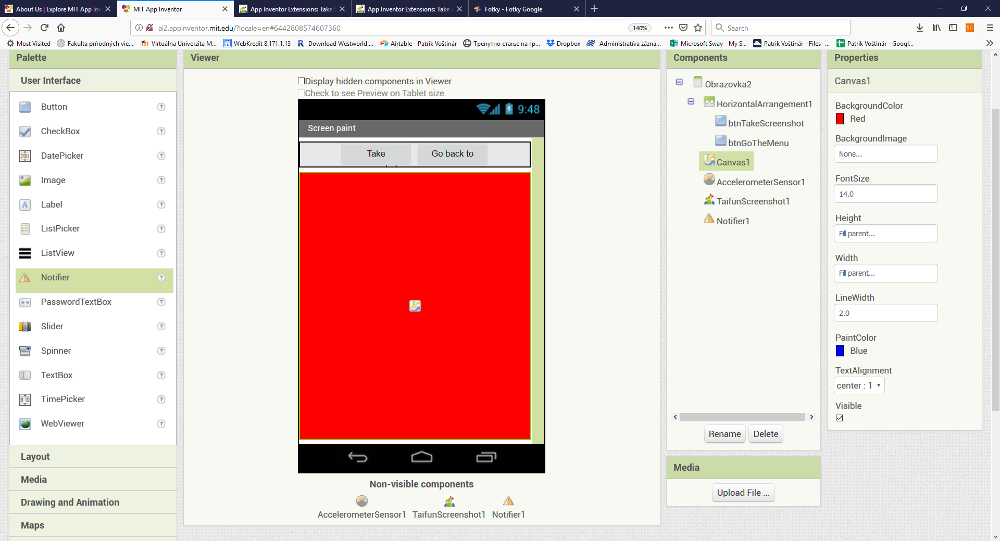 About Us | Explore MIT App Inv
MIT App Inventor
App Inventor Extensions: Take S
App Inventor Extensions: Take S
Fotky - Fotky Google
ai2.appinventor.mit.edu/?locale=en#6442808574607360
140%
Search
SC
Most Visited
Fakulta prírodných vie...
Virtuálna Univerzita M...
WebKredit 8.171.1.13
R Download Westworld....
Airtable - Patrik Voštinár
Тренутно стање на гр...
Dropbox
Administratíva zázna...
Microsoft Sway - My S...
Patrik Voštinár - Files -...
Patrik Voštinár - Googl...
Palette
User Interface
Button ?
CheckBox ?
DatePicker ?
Image ?
Label ?
ListPicker ?
ListView ?
Notifier ?
PasswordTextBox ?
Slider ?
Spinner ?
TextBox ?
TimePicker ?
WebViewer ?
Layout
Media
Drawing and Animation
Maps
Viewer
Display hidden components in Viewer
Check to see Preview on Tablet size.
9:48
Screen paint
Take
Go back to
Non-visible components
AccelerometerSensor1
TaifunScreenshot1
Notifier1
Components
Obrazovka2
HorizontalArrangement1
btnTakeScreenshot
btnGoTheMenu
Canvas1
AccelerometerSensor1
TaifunScreenshot1
Notifier1
Rename
Delete
Media
Upload File ...
Properties
Canvas1
BackgroundColor
Red
BackgroundImage
None...
FontSize
14.0
Height
Fill parent...
Width
Fill parent...
LineWidth
2.0
PaintColor
Blue
TextAlignment
center : 1
Visible